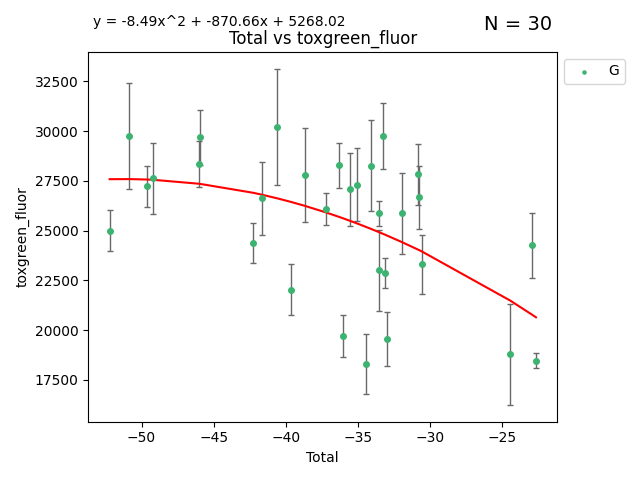 y = -8.49x^2 + -870.66x + 5268.02
N = 30
Total vs toxgreen_fluor
G
32500
30000
27500
25000
22500
20000
17500
toxgreen_fluor
−50
−45
−40
−35
−30
−25
Total